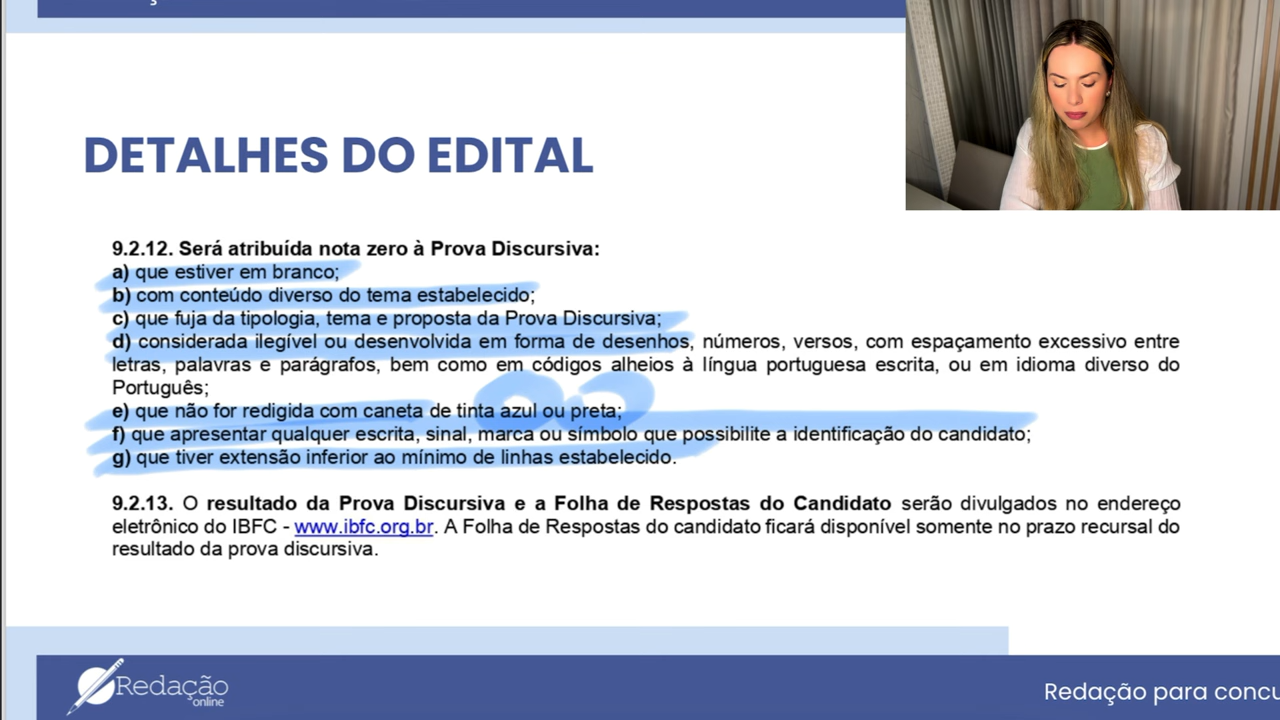 DETALHES DO EDITAL
9.2.12. Será atribuída nota zero à Prova Discursiva:
a) que estiver em branco;
b) com conteúdo diverso do tema estabelecido;
c) que fuja da tipologia, tema e proposta da Prova Discursiva;
d) considerada ilegível ou desenvolvida em forma de desenhos, números, versos, com espaçamento excessivo entre
letras, palavras e parágrafos, bem como em códigos alheios à língua portuguesa escrita, ou em idioma diverso do
Português;
e) que não for redigida com caneta de tinta azul ou preta;
f) que apresentar qualquer escrita, sinal, marca ou símbolo que possibilite a identificação do candidato;
g) que tiver extensão inferior ao mínimo de linhas estabelecido.
9.2.13. O resultado da Prova Discursiva e a Folha de Respostas do Candidato serão divulgados no endereço
eletrônico do IBFC - www.ibfc.org.br. A Folha de Respostas do candidato ficará disponível somente no prazo recursal do
resultado da prova discursiva.
Redação
online
Redação para concu